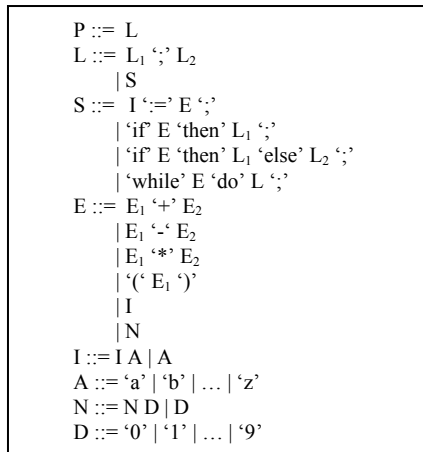 P ::= L
L ::= L₁ ‘;’ L₂
| S
S ::= I ‘:=’ E ‘;’
| ‘if’ E ‘then’ L₁ ‘;’
| ‘if’ E ‘then’ L₁ ‘else’ L₂ ‘;’
| ‘while’ E ‘do’ L ‘;’
E ::= E₁ ‘+’ E₂
| E₁ ‘-‘ E₂
| E₁ ‘*’ E₂
| ‘(‘ E₁ ‘)’
| I
| N
I ::= I A | A
A ::= ‘a’ | ‘b’ | … | ‘z’
N ::= N D | D
D ::= ‘0’ | ‘1’ | … | ‘9’